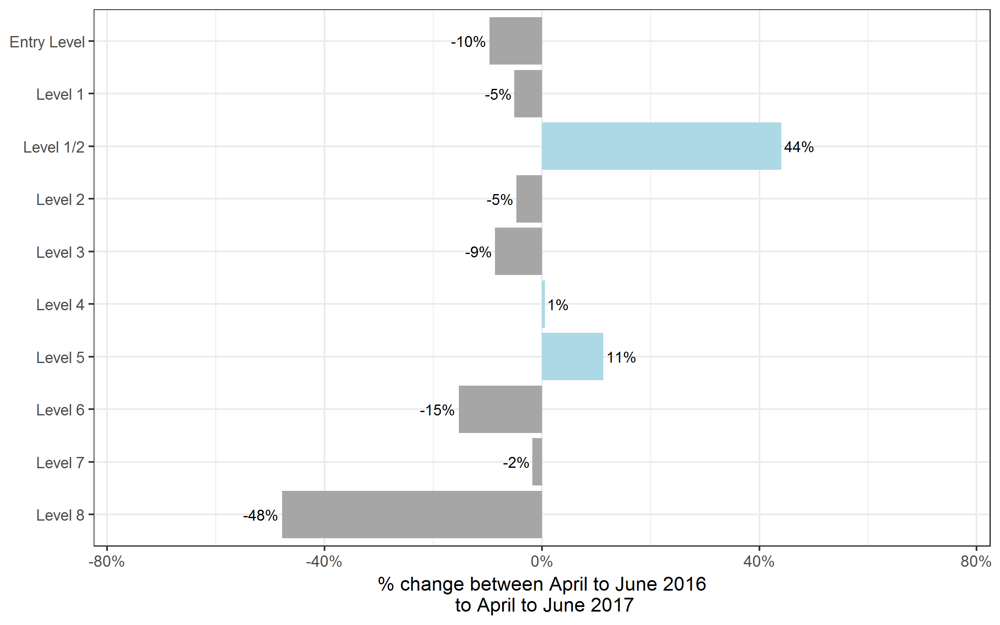 Entry Level
-10%
Level 1
-5%
Level 1/2
44%
Level 2
-5%
Level 3
-9%
Level 4
1%
Level 5
11%
Level 6
-15%
Level 7
-2%
Level 8
-48%
-80%
-40%
0%
40%
80%
% change between April to June 2016
to April to June 2017